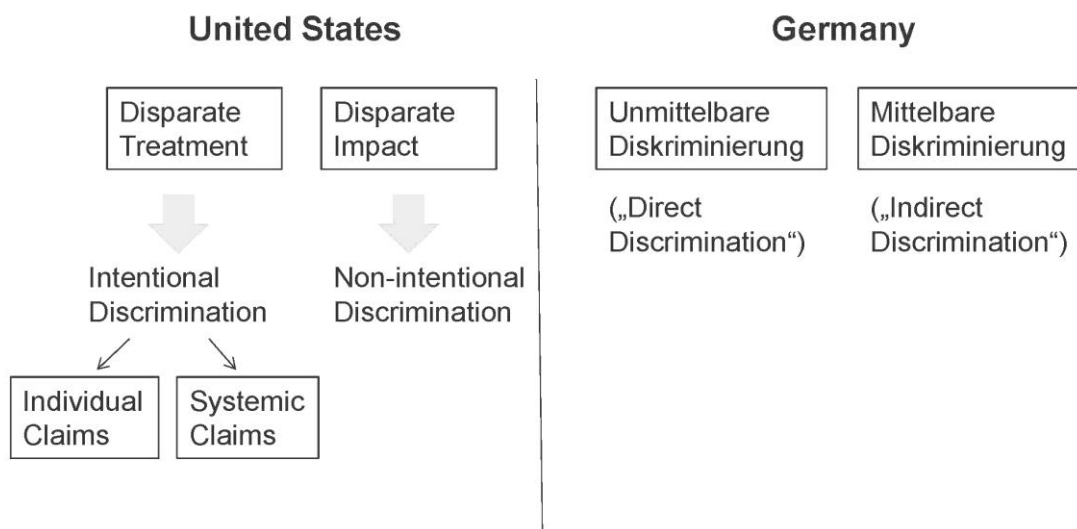 United States
Disparate
Treatment
Disparate
Impact
Intentional
Discrimination
Non-intentional
Discrimination
Individual
Claims
Systemic
Claims
Germany
Unmittelbare
Diskriminierung
(„Direct
Discrimination“)
Mittelbare
Diskriminierung
(„Indirect
Discrimination“)